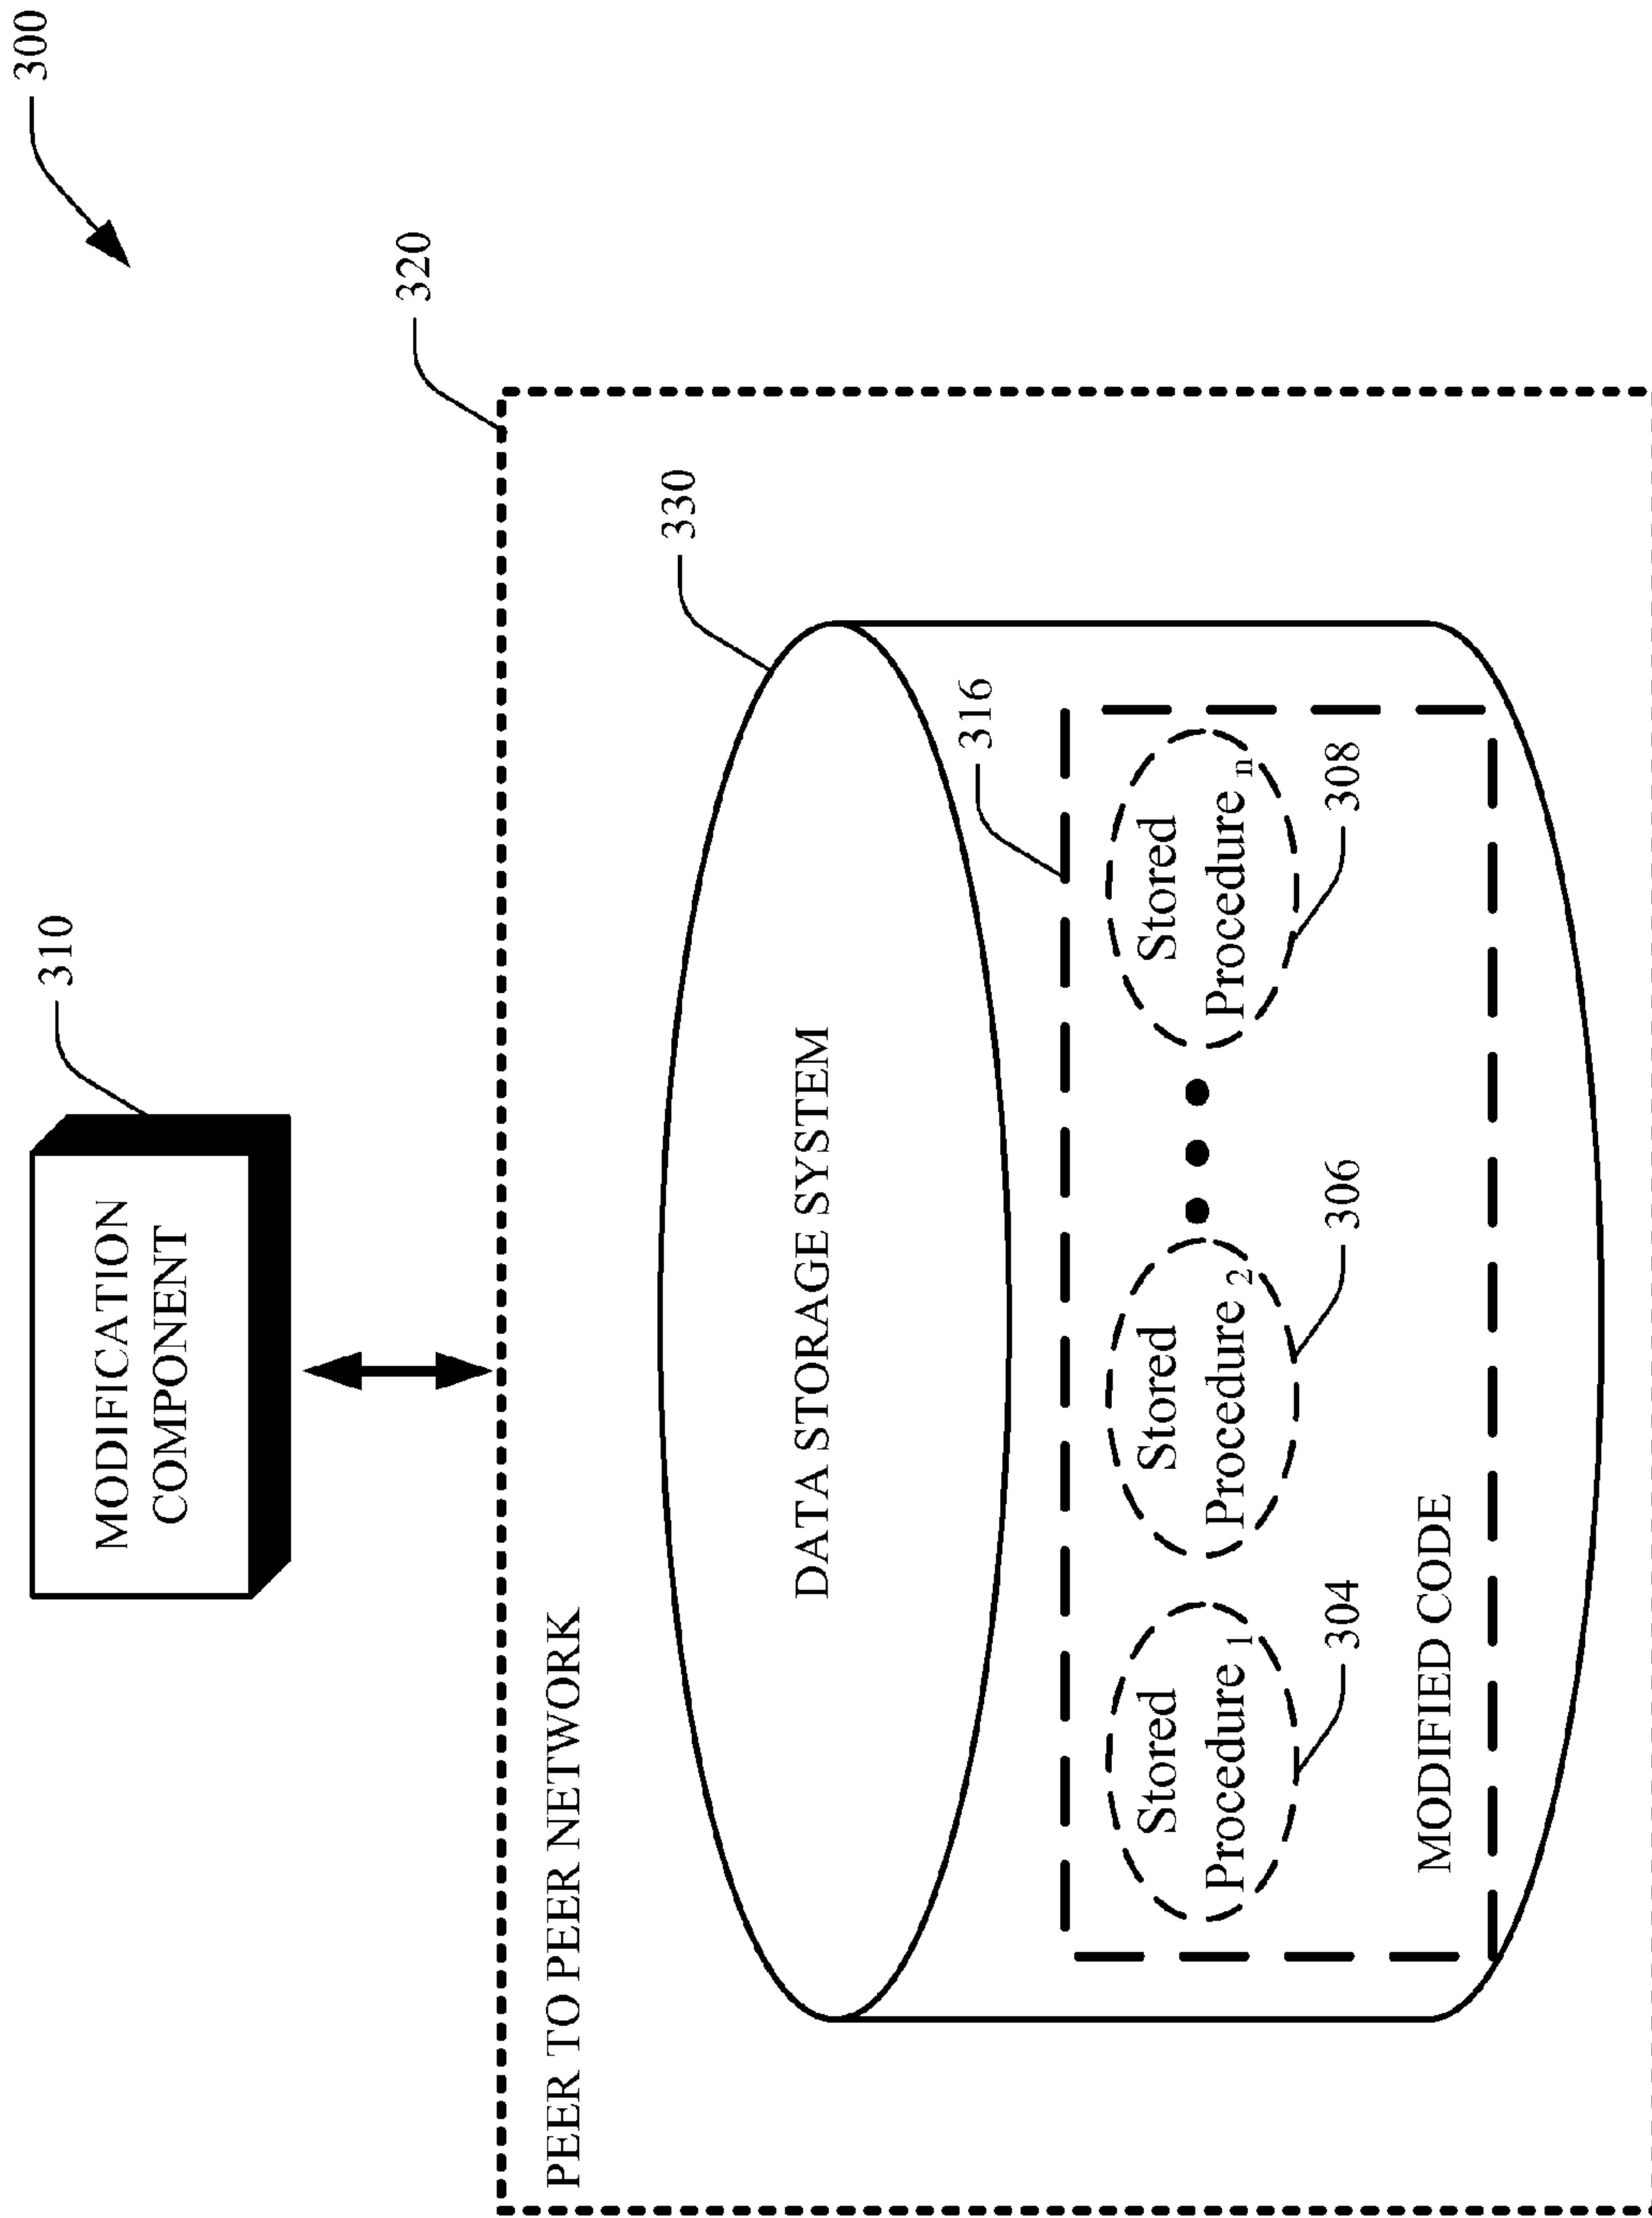 300
310
MODIFICATION
COMPONENT
320
PEER TO PEER NETWORK
330
DATA STORAGE SYSTEM
316
Stored
Procedure 1
Stored
Procedure 2
Stored
Procedure n
304
306
308
MODIFIED CODE